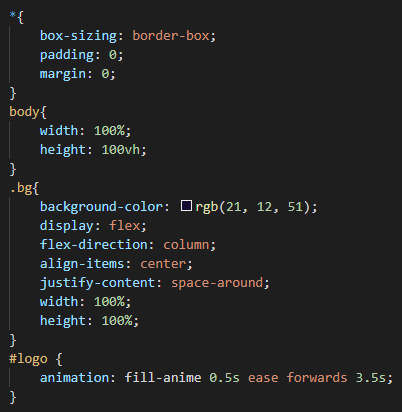 *{
box-sizing: border-box;
padding: 0;
margin: 0;
}
body{
width: 100%;
height: 100vh;
}
.bg{
background-color: rgb(21, 12, 51);
display: flex;
flex-direction: column;
align-items: center;
justify-content: space-around;
width: 100%;
height: 100%;
}
#logo {
animation: fill-anime 0.5s ease forwards 3.5s;
}